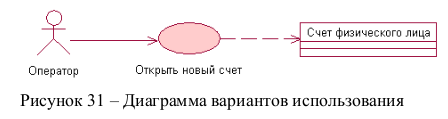 Счет физического лица
Оператор
Открыть новый счет
Рисунок 31 – Диаграмма вариантов использования